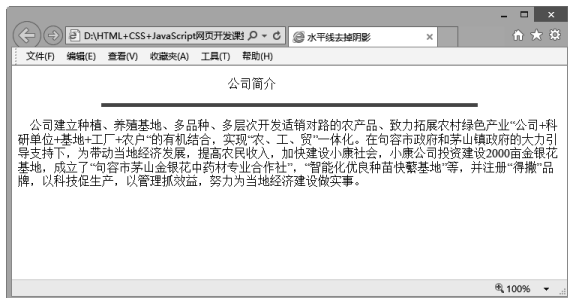 D:\HTML+CSS+JavaScript网页开发课
水平线去掉阴影
文件(F) 编辑(E) 查看(V) 收藏夹(A) 工具(T) 帮助(H)
公司简介
公司建立种植、养殖基地、多品种、多层次开发适销对路的农产品、致力拓展农村绿色产业“公司+科
研单位+基地+工厂+农户”的有机结合，实现“农、工、贸”一体化。在句容市政府和茅山镇政府的大力引
导支持下，为带动当地经济发展，提高农民收入，加快建设小康社会，小康公司投资建设2000亩金银花
基地，成立了“句容市茅山金银花中药材专业合作社”，“智能化优良种苗快繁基地”等，并注册“得撒”品
牌，以科技促生产，以管理抓效益，努力为当地经济建设做实事。
100%